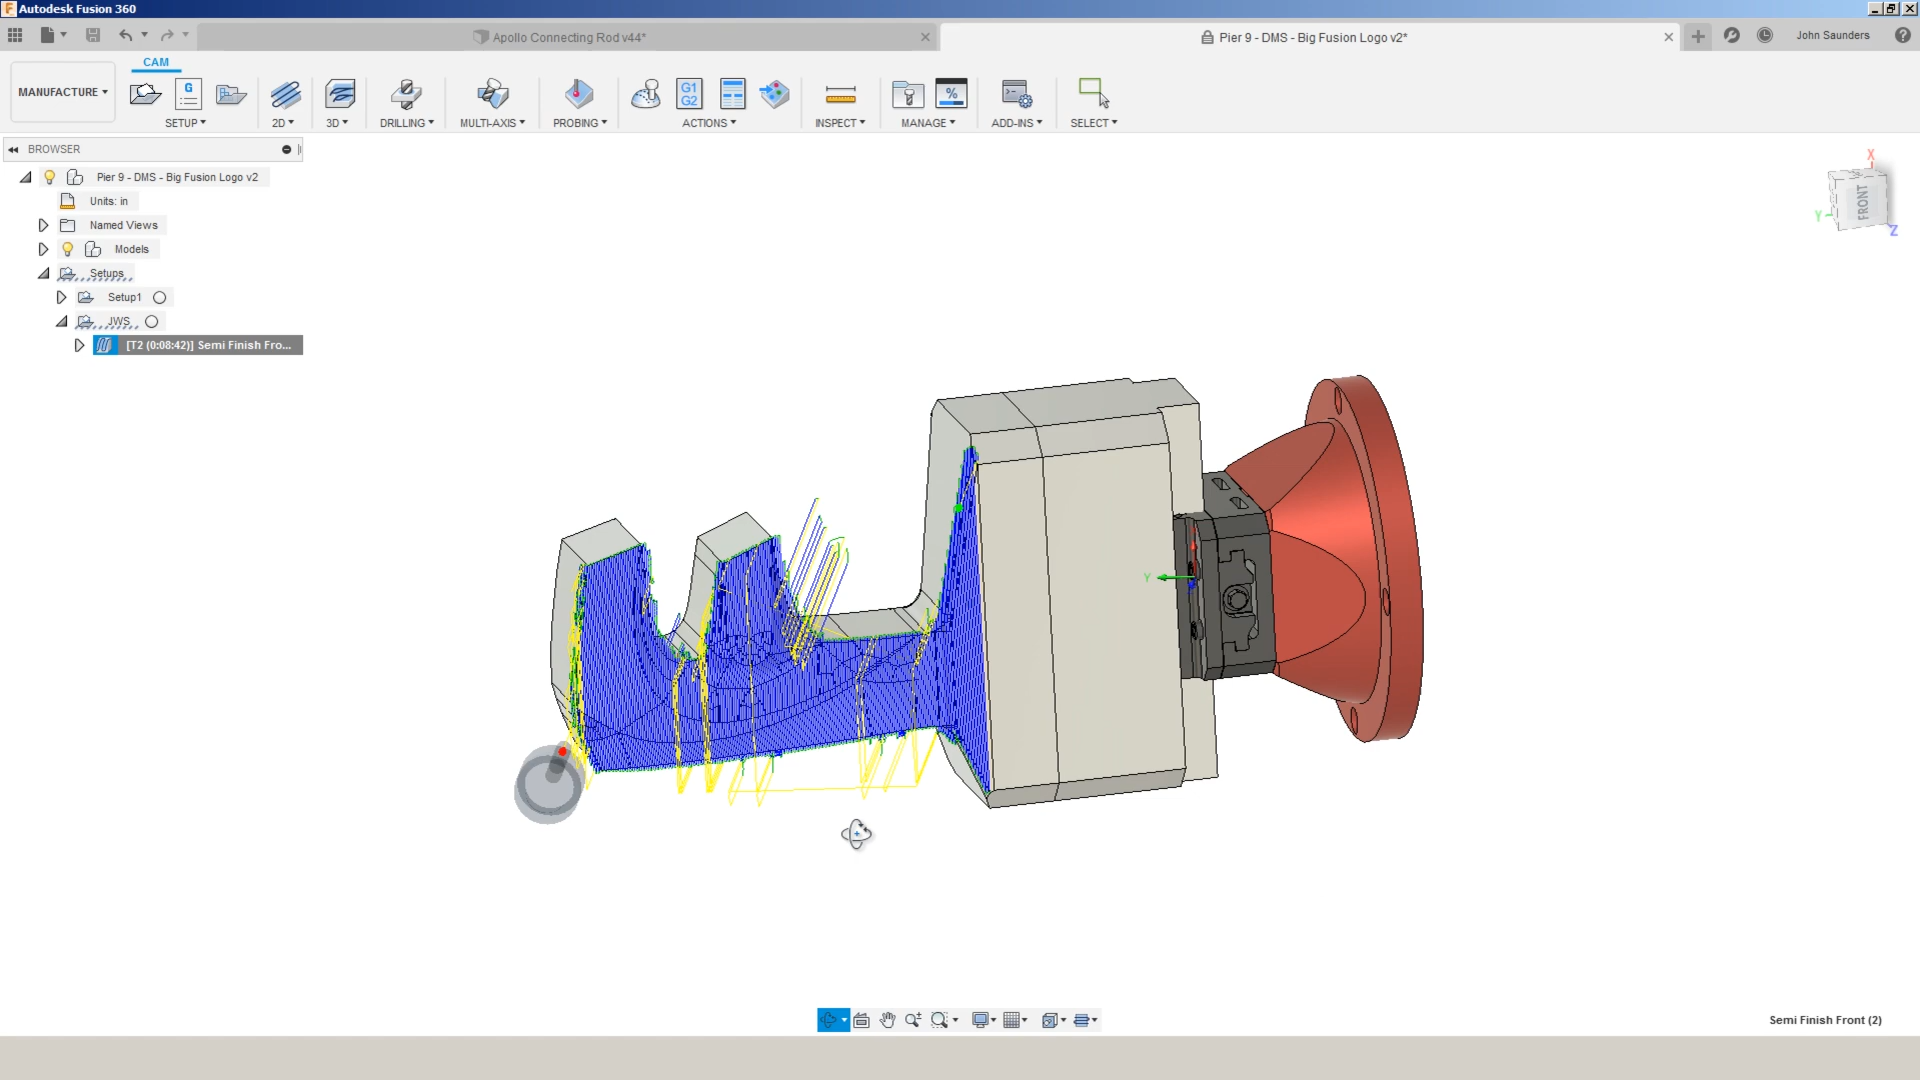 Autodesk Fusion 360
Apollo Connecting Rod v44*
Pier 9 - DMS - Big Fusion Logo v2*
John Saunders
CAM
MANUFACTURE
G
G1
G2
%
SETUP
2D
3D
DRILLING
MULTI-AXIS
PROBING
ACTIONS
INSPECT
MANAGE
ADD-INS
SELECT
BROWSER
Pier 9 - DMS - Big Fusion Logo v2
Units: in
Named Views
Models
Setups
Setup1
JWS
[T2 (0:08:42)] Semi Finish Fro...
X
FRONT
Y
Z
Y
Semi Finish Front (2)